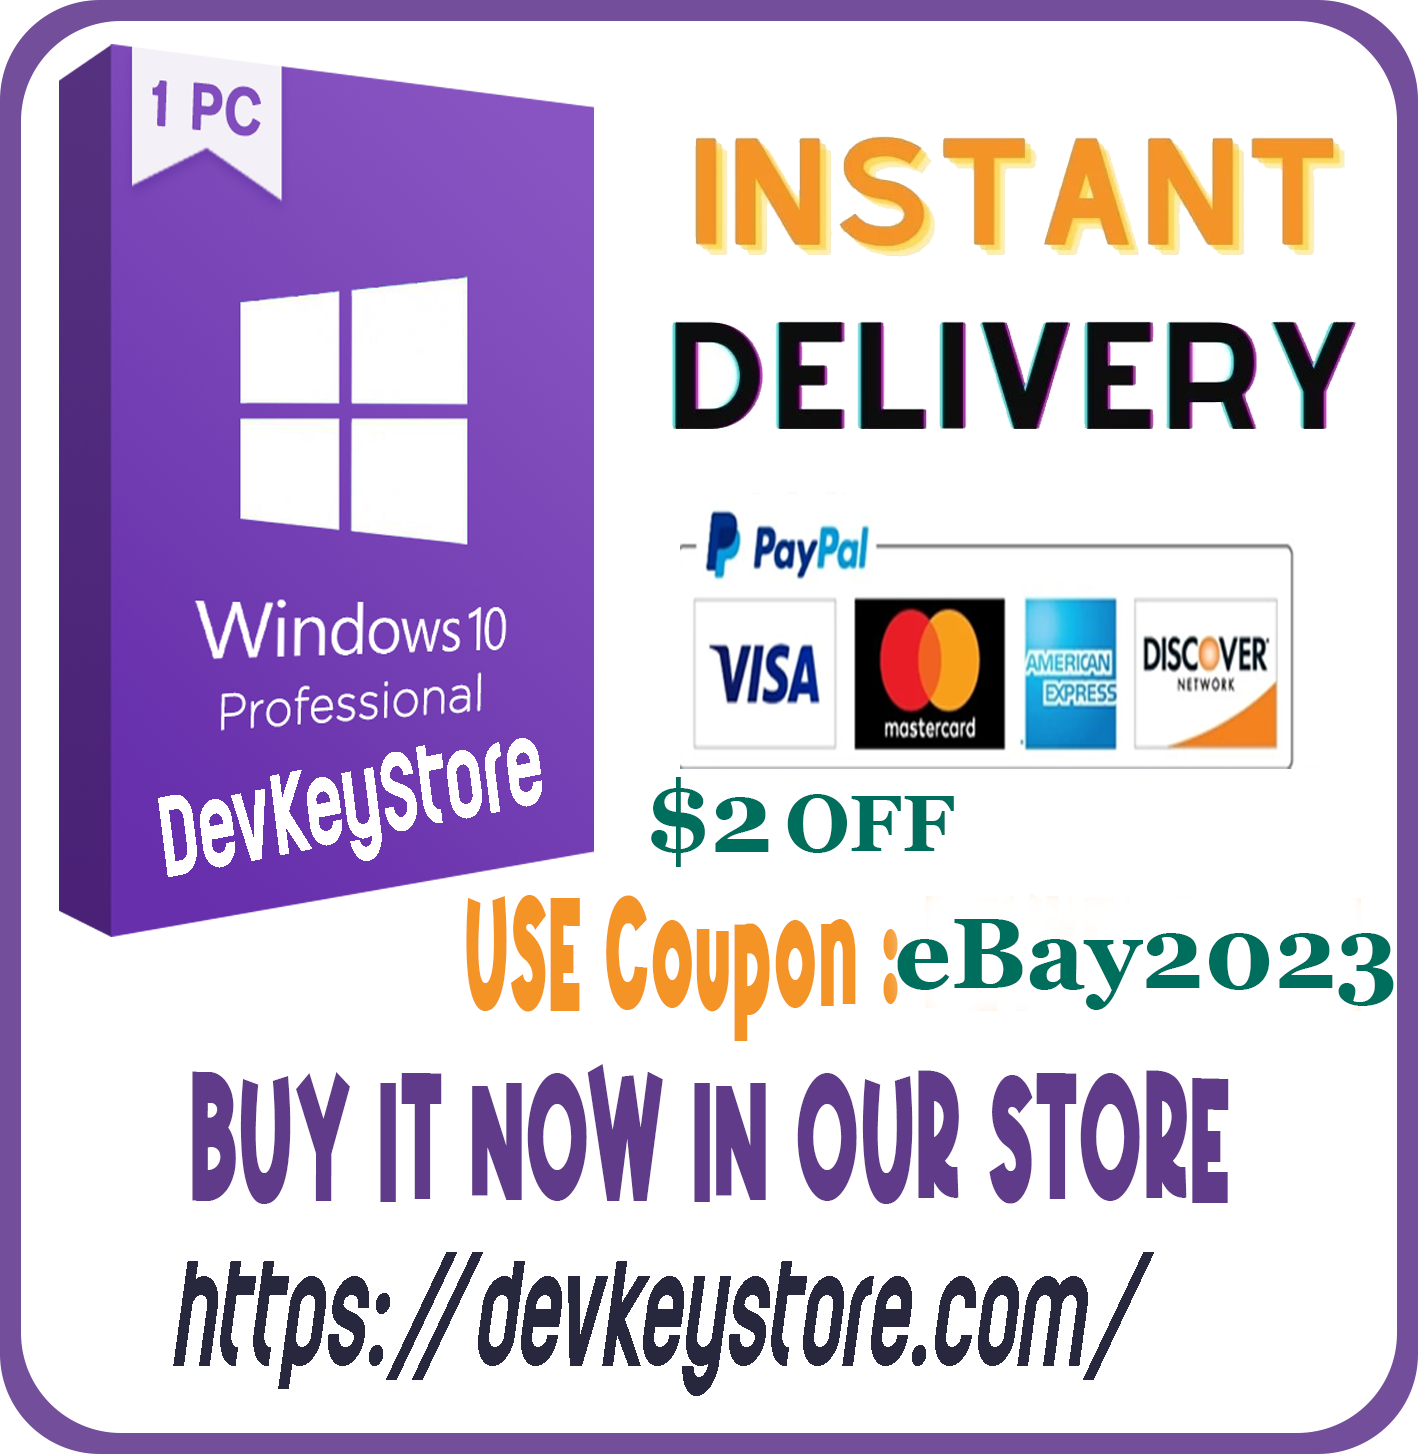 1 PC
Windows 10
Professional
DevKeyStore
INSTANT
DELIVERY
PayPal
VISA
mastercard
AMERICAN
EXPRESS
DISCOVER
NETWORK
$2 OFF
USE Coupon :eBay2023
BUY IT NOW IN OUR STORE
https://devkeystore.com/